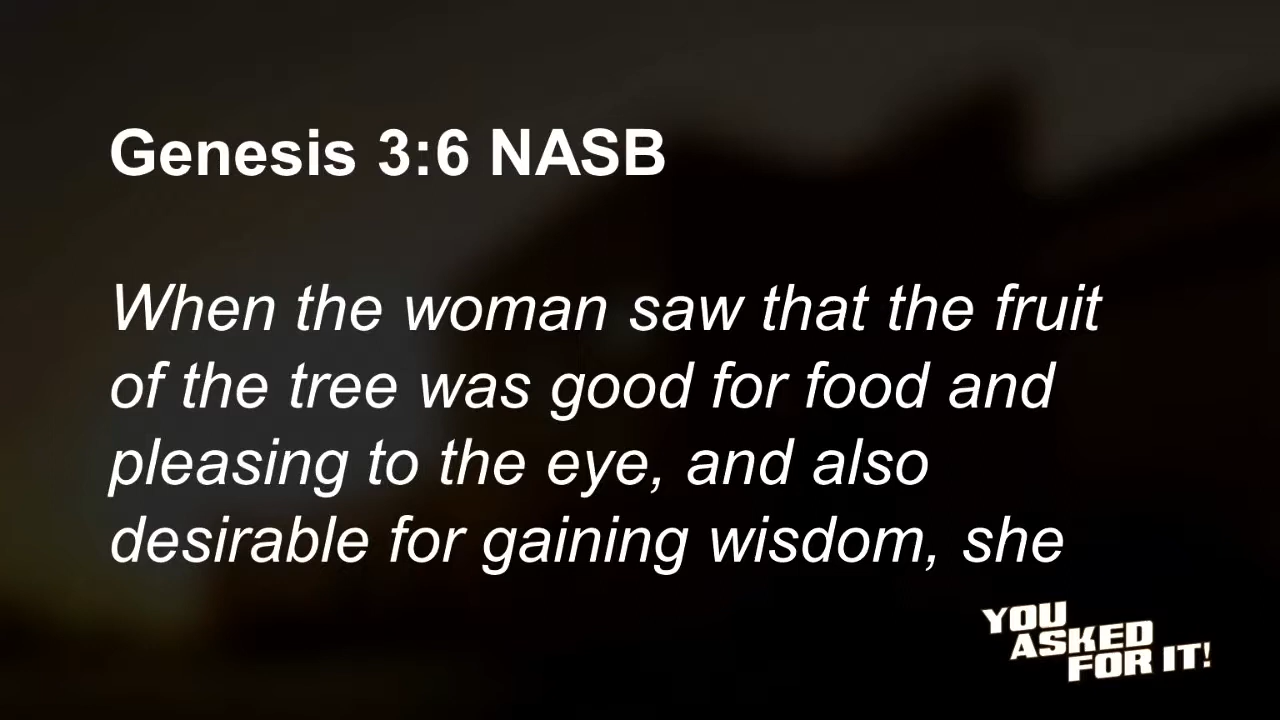 Genesis 3:6 NASB
When the woman saw that the fruit
of the tree was good for food and
pleasing to the eye, and also
desirable for gaining wisdom, she
YOU
ASKED
FOR IT!